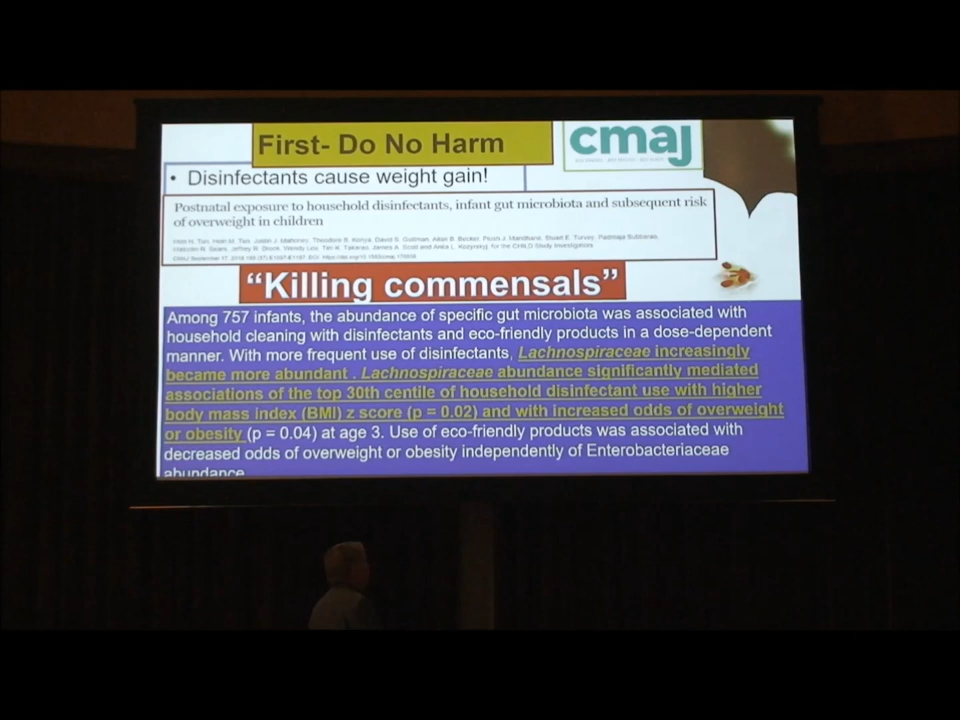 First- Do No Harm
cmaj
• Disinfectants cause weight gain!
Postnatal exposure to household disinfectants, infant gut microbiota and subsequent risk
of overweight in children
"Killing commensals"
Among 757 infants, the abundance of specific gut microbiota was associated with
household cleaning with disinfectants and eco-friendly products in a dose-dependent
manner. With more frequent use of disinfectants, Lachnospiraceae increasingly
became more abundant . Lachnospiraceae abundance significantly mediated
associations of the top 30th centile of household disinfectant use with higher
body mass index (BMI) z score (p = 0.02) and with increased odds of overweight
or obesity (p = 0.04) at age 3. Use of eco-friendly products was associated with
decreased odds of overweight or obesity independently of Enterobacteriaceae
abundance